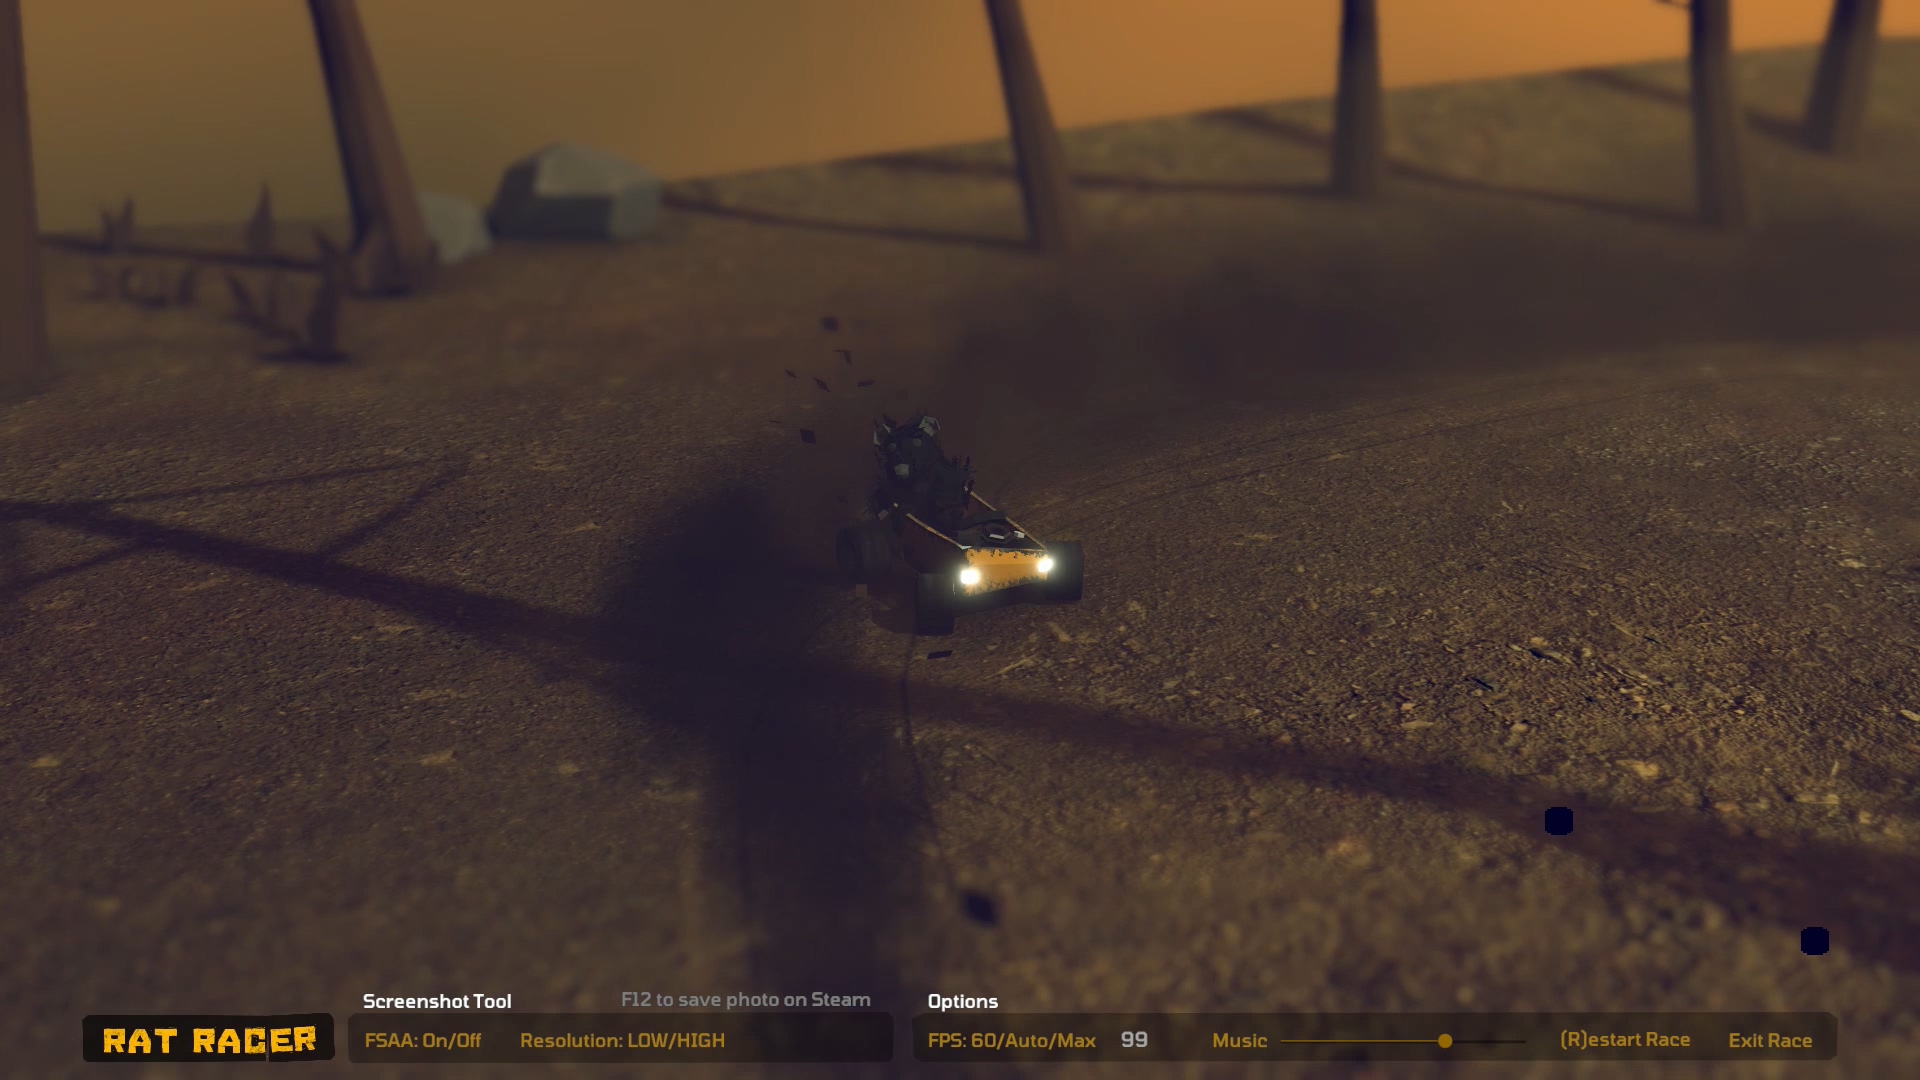 Screenshot Tool
F12 to save photo on Steam
Options
RAT RACER
FSAA: On/Off
Resolution: LOW/HIGH
FPS: 60/Auto/Max
99
Music
(R)estart Race
Exit Race